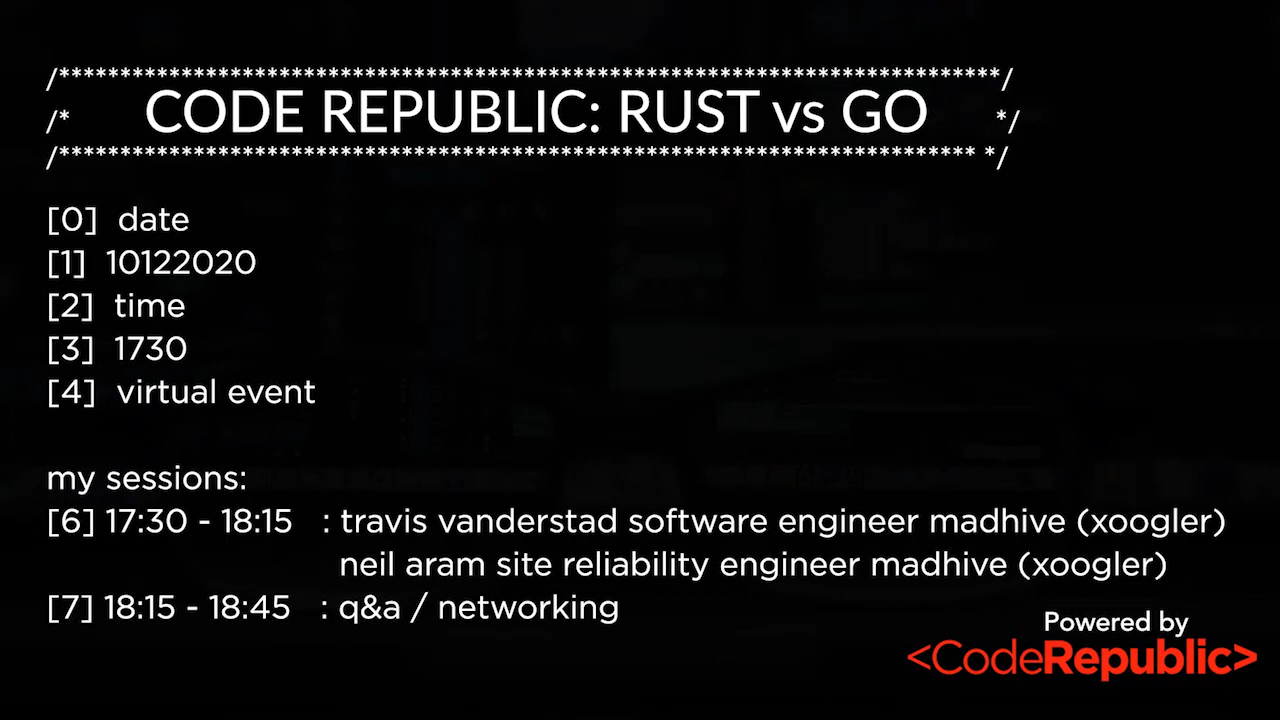 /*****************************************************************************/
/* CODE REPUBLIC: RUST vs GO */
/*************************************************************************** */
[0] date
[1] 10122020
[2] time
[3] 1730
[4] virtual event
my sessions:
[6] 17:30 - 18:15 : travis vanderstad software engineer madhive (xoogler)
neil aram site reliability engineer madhive (xoogler)
[7] 18:15 - 18:45 : q&a / networking
Powered by
<CodeRepublic>